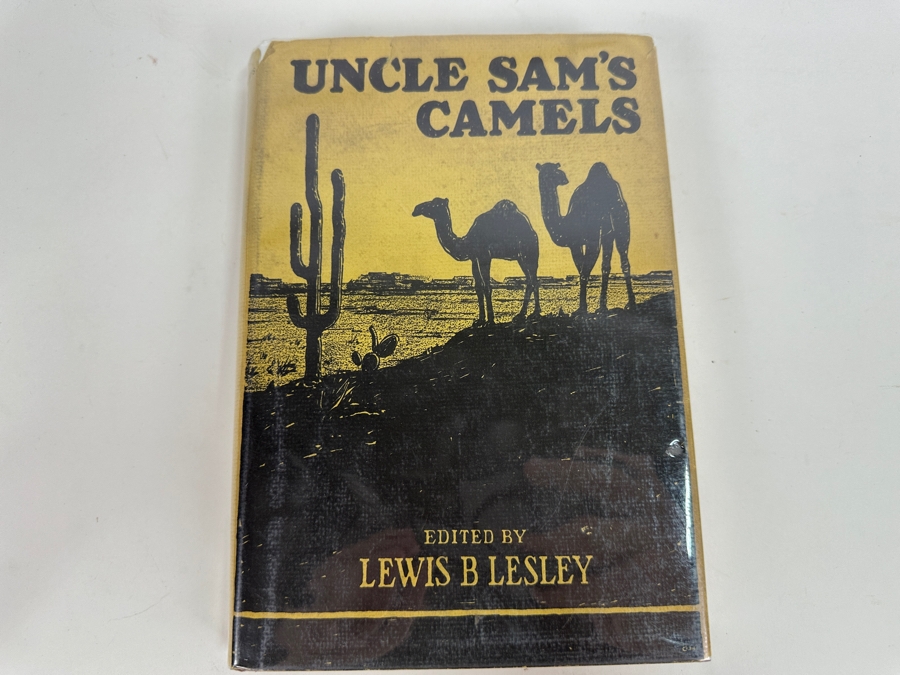 UNCLE SAM'S
CAMELS
EDITED BY
LEWIS B LESLEY